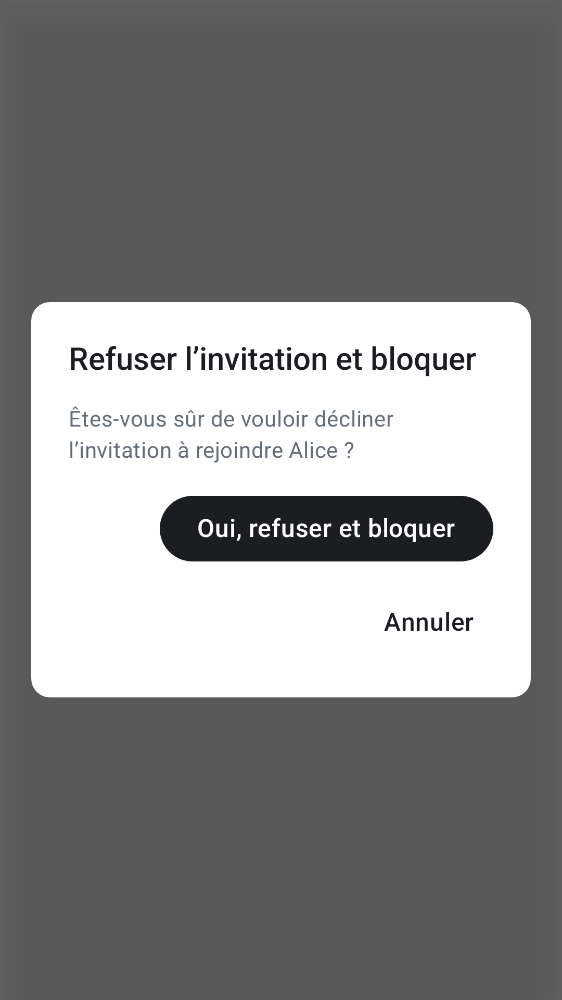 Refuser l’invitation et bloquer
Êtes-vous sûr de vouloir décliner
l’invitation à rejoindre Alice ?
Oui, refuser et bloquer
Annuler